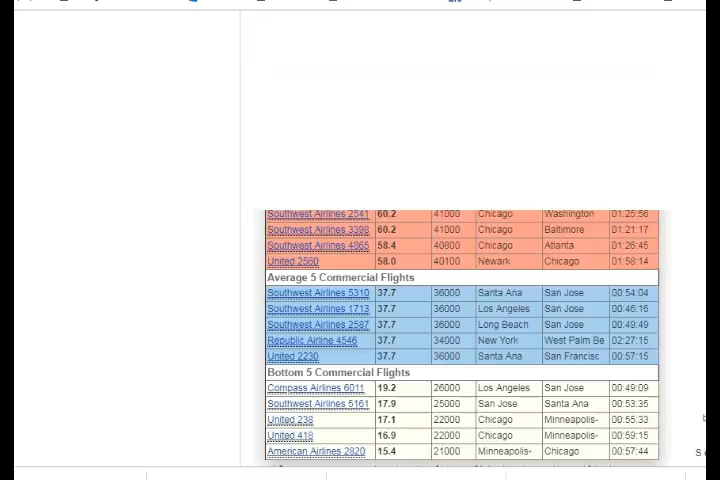 Southwest Airlines 2541 60.2 41000 Chicago Washington 01:25:56
Southwest Airlines 3398 60.2 41000 Chicago Baltimore 01:21:17
Southwest Airlines 4865 58.4 40800 Chicago Atlanta 01:26:45
United 2560 58.0 40100 Newark Chicago 01:58:14
Average 5 Commercial Flights
Southwest Airlines 5310 37.7 36000 Santa Ana San Jose 00:54:04
Southwest Airlines 1713 37.7 36000 Los Angeles San Jose 00:46:16
Southwest Airlines 2587 37.7 36000 Long Beach San Jose 00:49:49
Republic Airline 4546 37.7 34000 New York West Palm Be 02:27:15
United 2230 37.7 36000 Santa Ana San Francisc 00:57:15
Bottom 5 Commercial Flights
Compass Airlines 6011 19.2 26000 Los Angeles San Jose 00:49:09
Southwest Airlines 5161 17.9 25000 San Jose Santa Ana 00:53:35
United 238 17.1 22000 Chicago Minneapolis- 00:55:33
United 418 16.9 22000 Chicago Minneapolis- 00:59:15
American Airlines 2820 15.4 21000 Minneapolis- Chicago 00:57:44